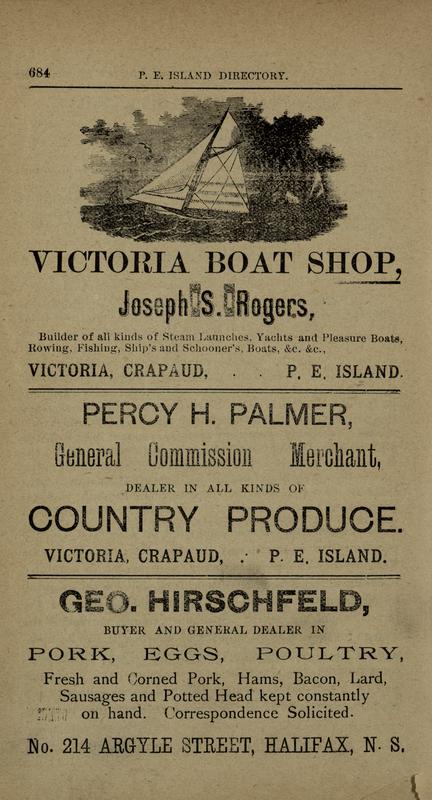 684
P. E. ISLAND DIRECTORY.
VICTORIA BOAT SHOP,
Joseph S. Rogers,
Builder of all kinds of Steam Launches, Yachts and Pleasure Boats,
Rowing, Fishing, Ship's and Schooner's, Boats, &c. &c.,
VICTORIA, CRAPAUD, . . P. E. ISLAND.
PERCY H. PALMER,
General Commission Merchant,
DEALER IN ALL KINDS OF
COUNTRY PRODUCE.
VICTORIA, CRAPAUD, . · P. E. ISLAND.
GEO. HIRSCHFELD,
BUYER AND GENERAL DEALER IN
PORK, EGGS, POULTRY,
Fresh and Corned Pork, Hams, Bacon, Lard,
Sausages and Potted Head kept constantly
on hand. Correspondence Solicited.
No. 214 ARGYLE STREET, HALIFAX, N. S.